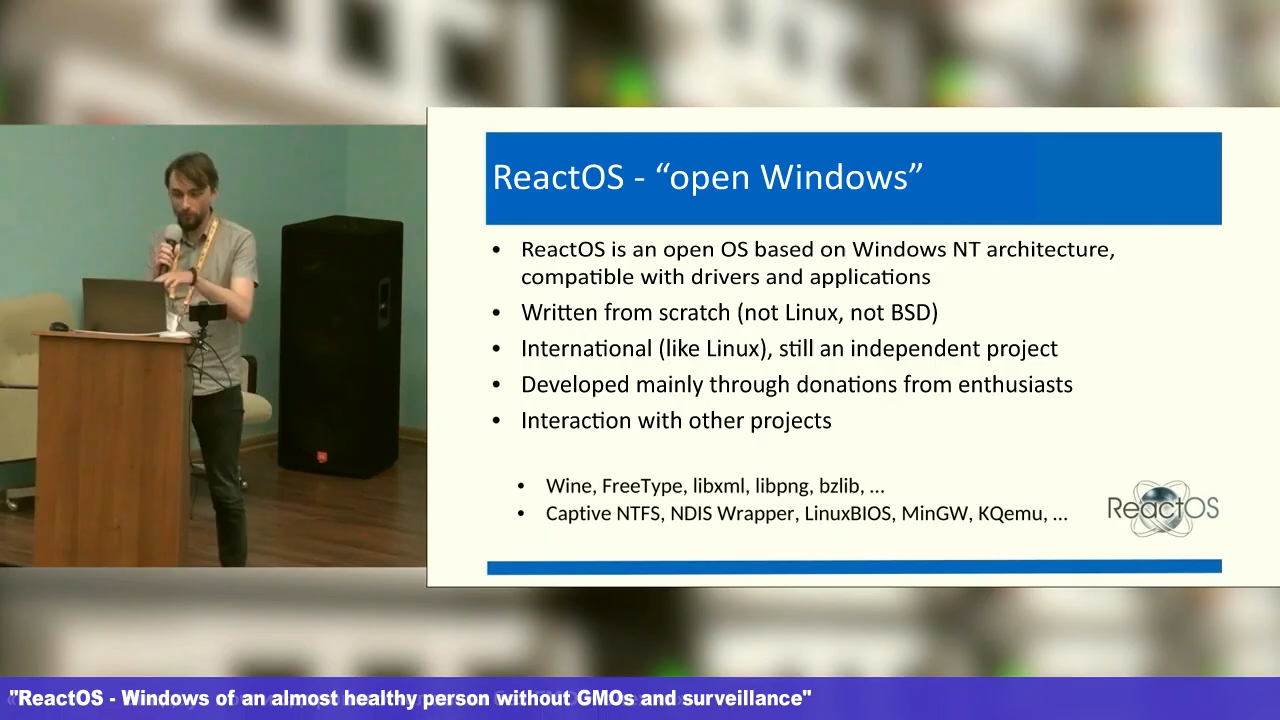 ReactOS - “open Windows”
• ReactOS is an open OS based on Windows NT architecture,
compatible with drivers and applications
• Written from scratch (not Linux, not BSD)
• International (like Linux), still an independent project
• Developed mainly through donations from enthusiasts
• Interaction with other projects
• Wine, FreeType, libxml, libpng, bzlib, ...
• Captive NTFS, NDIS Wrapper, LinuxBIOS, MinGW, KQemu, ...
ReactOS
"ReactOS - Windows of an almost healthy person without GMOs and surveillance"